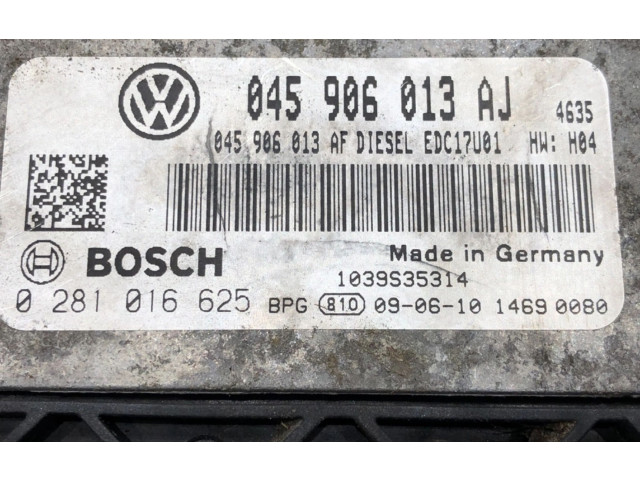 045 906 013 AJ 4635
045 906 013 AF DIESEL EDC17U01 HW: H04
BOSCH Made in Germany
1039S35314
0 281 016 625 BPG 810 09-06-10 1469 0080